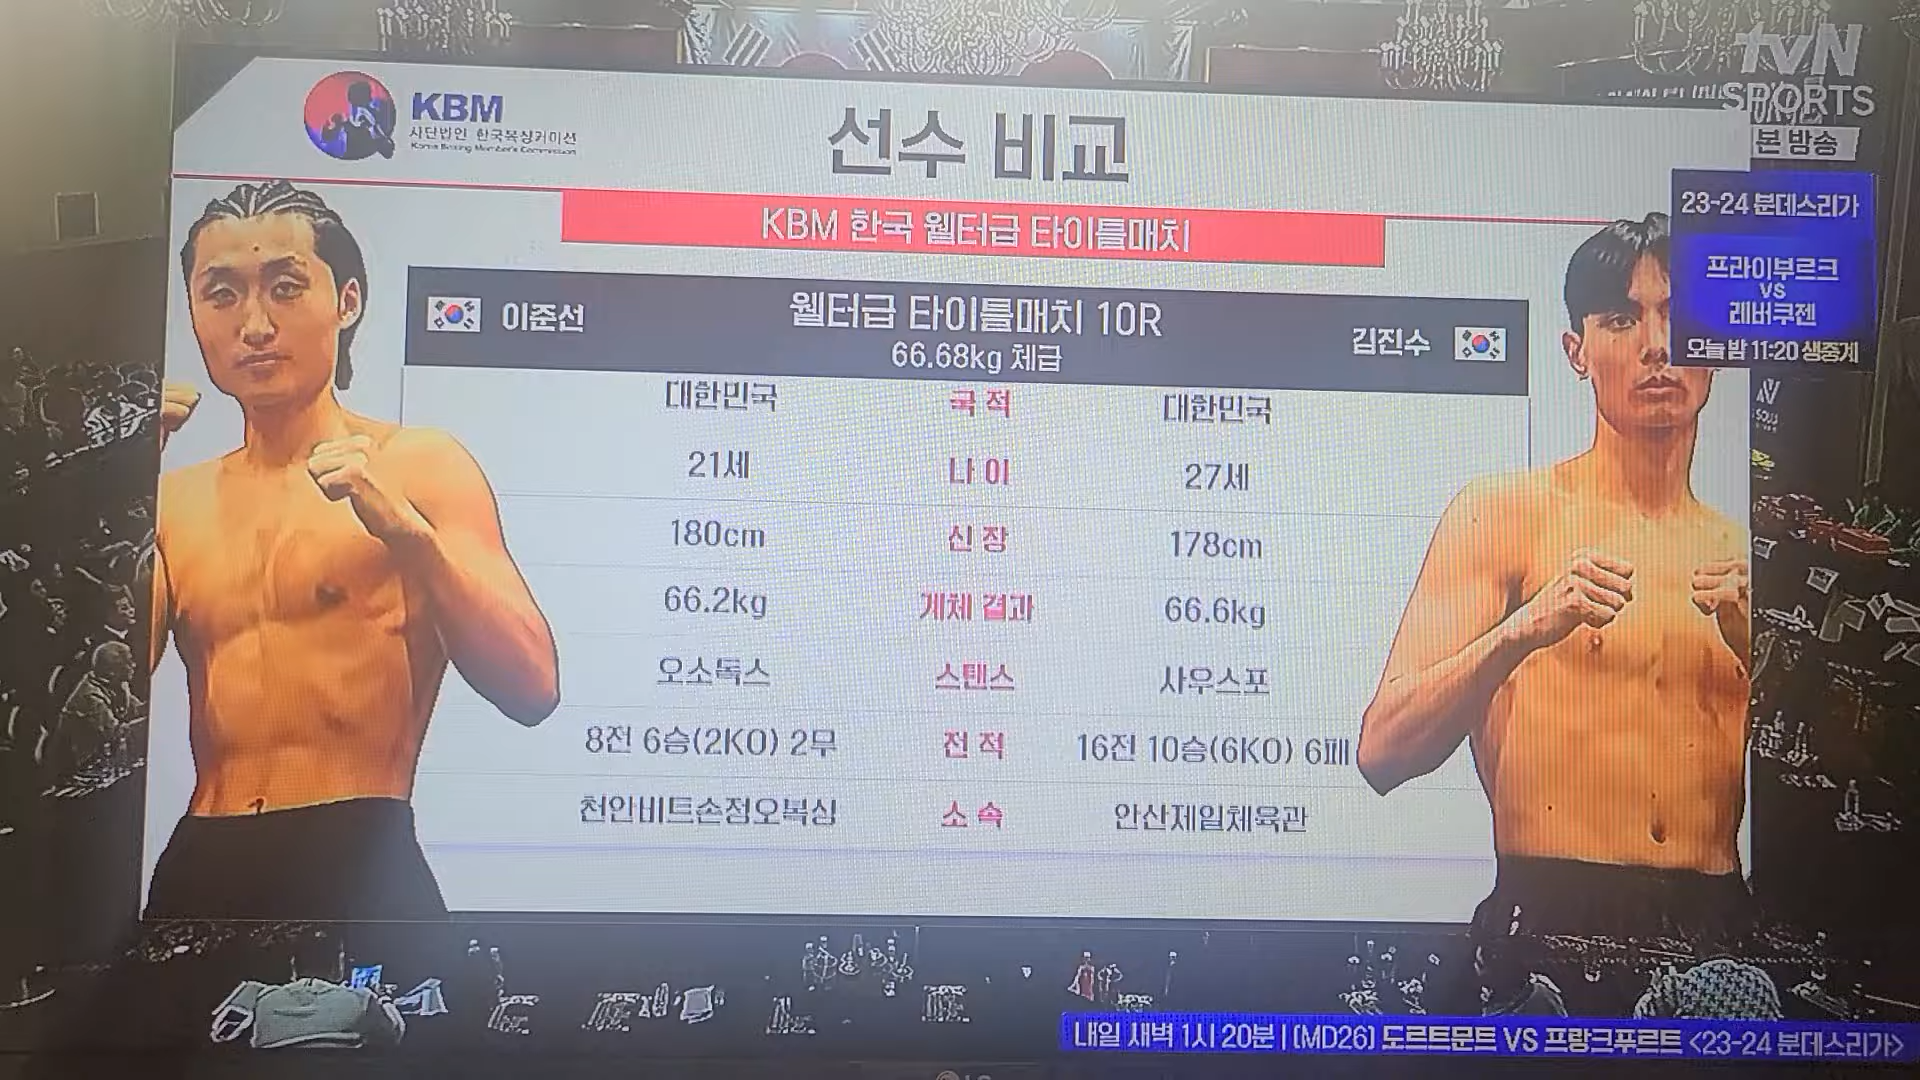 tvN
SPORTS
본 방송
KBM
사단법인 한국복싱커미션
Korea Boxing Member's Commission
선수 비교
23-24 분데스리가
프라이부르크
VS
레버쿠젠
오늘 밤 11:20 생중계
KBM 한국 웰터급 타이틀매치
이준선
웰터급 타이틀매치 10R
66.68kg 체급
김진수
대한민국 국적 대한민국
21세 나이 27세
180cm 신장 178cm
66.2kg 계체 결과 66.6kg
오소독스 스탠스 사우스포
8전 6승(2KO) 2무 전적 16전 10승(6KO) 6패
천안비트손정오복싱 소속 안산제일체육관
내일 새벽 1시 20분 | (MD26) 도르트문트 VS 프랑크푸르트 <23-24 분데스리가>